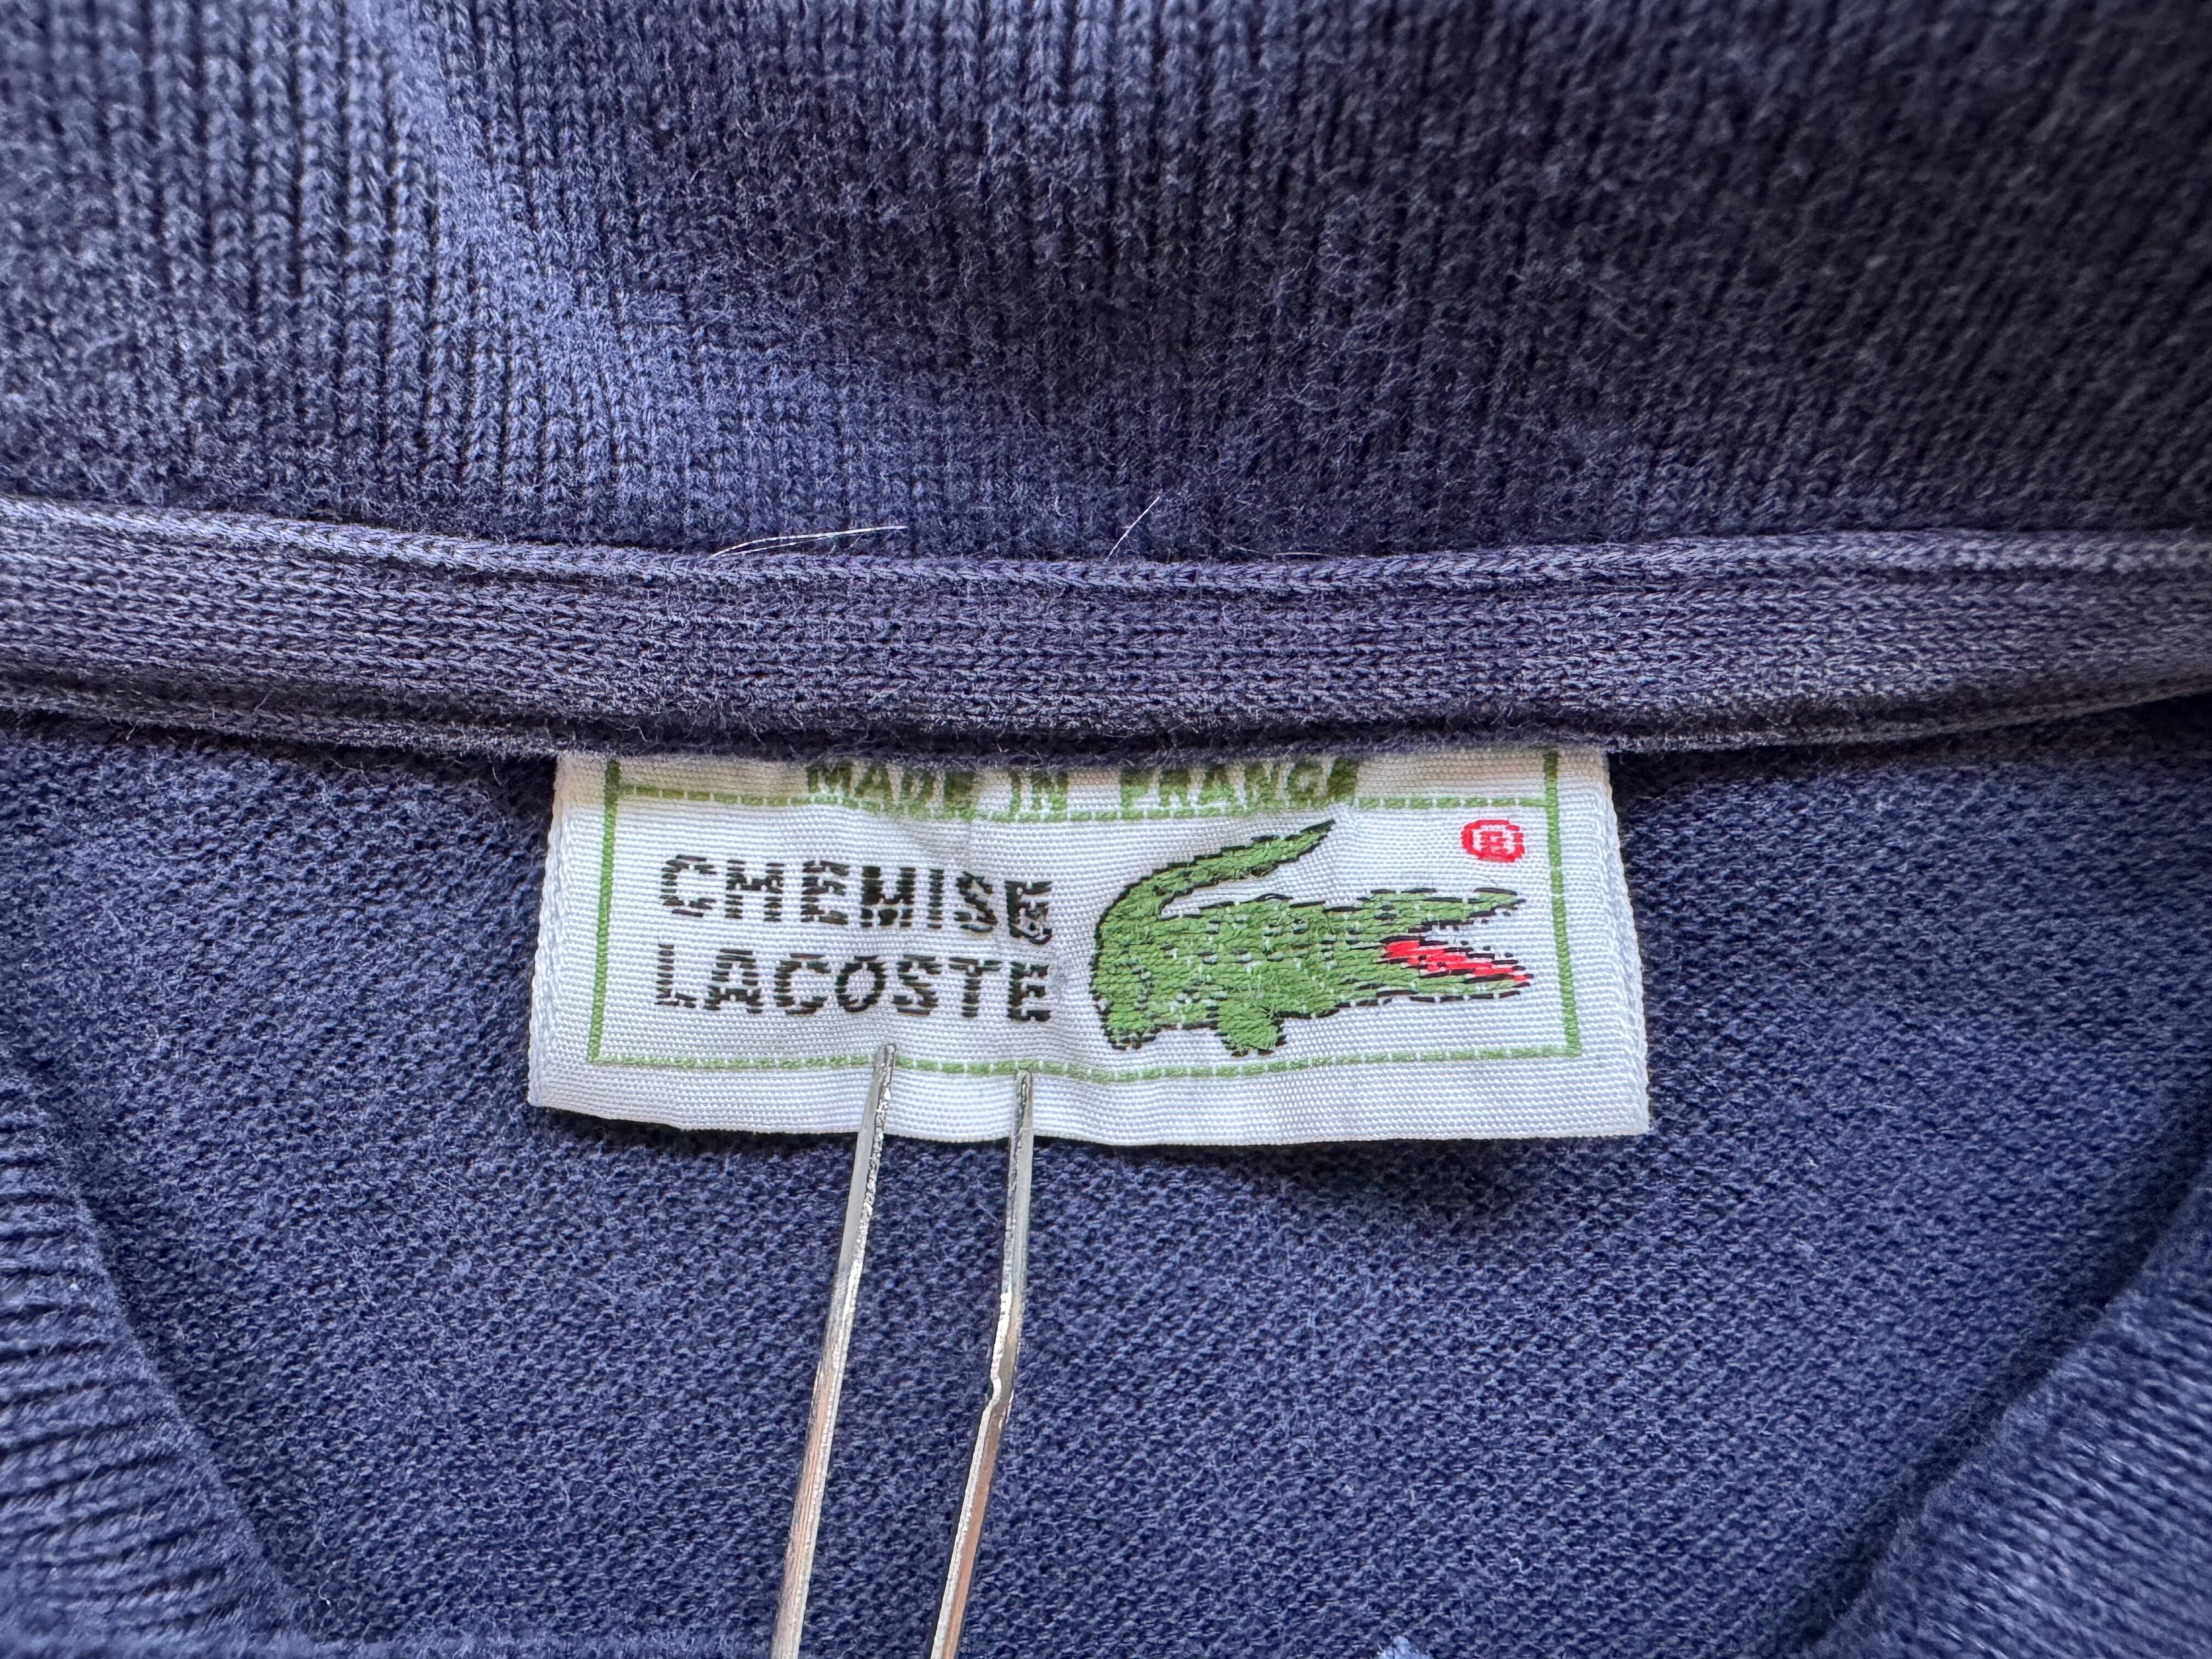 MADE IN FRANCE
CHEMISE
LACOSTE
®